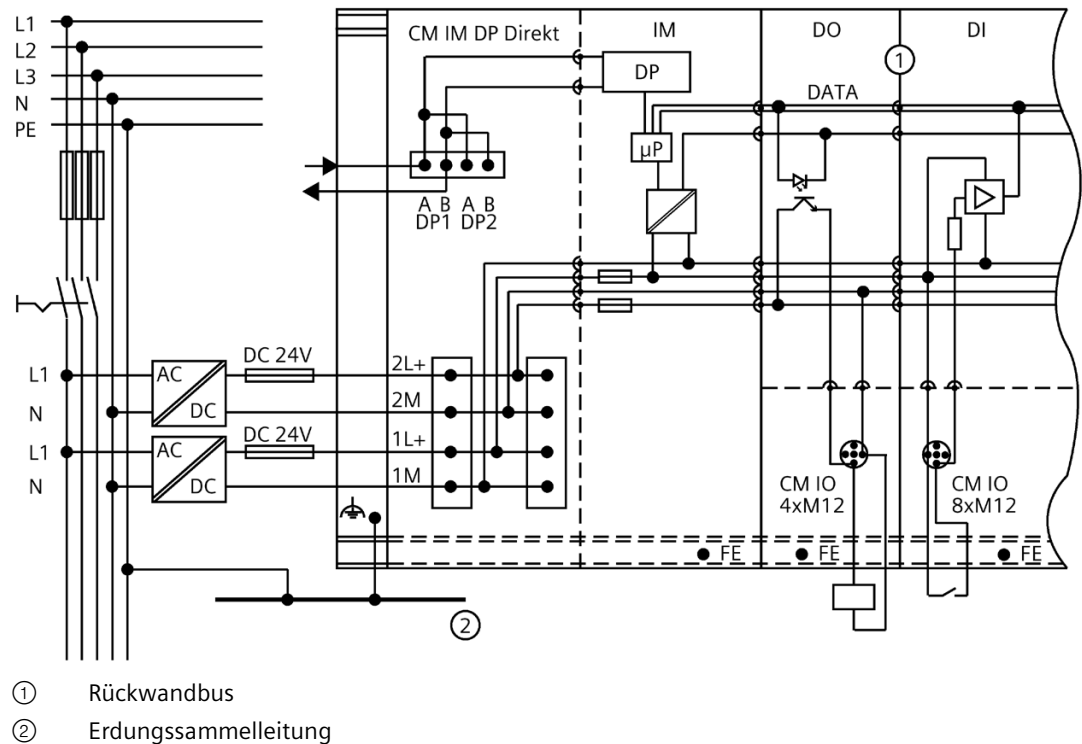 L1
L2
L3
N
PE
CM IM DP Direkt
IM
DO
DI
1
DP
DATA
µP
A B A B
DP1 DP2
L1
AC
DC
DC 24V
2L+
N
2M
L1
AC
DC
DC 24V
1L+
N
1M
CM IO
4xM12
CM IO
8xM12
FE
FE
FE
2
1 Rückwandbus
2 Erdungssammelleitung